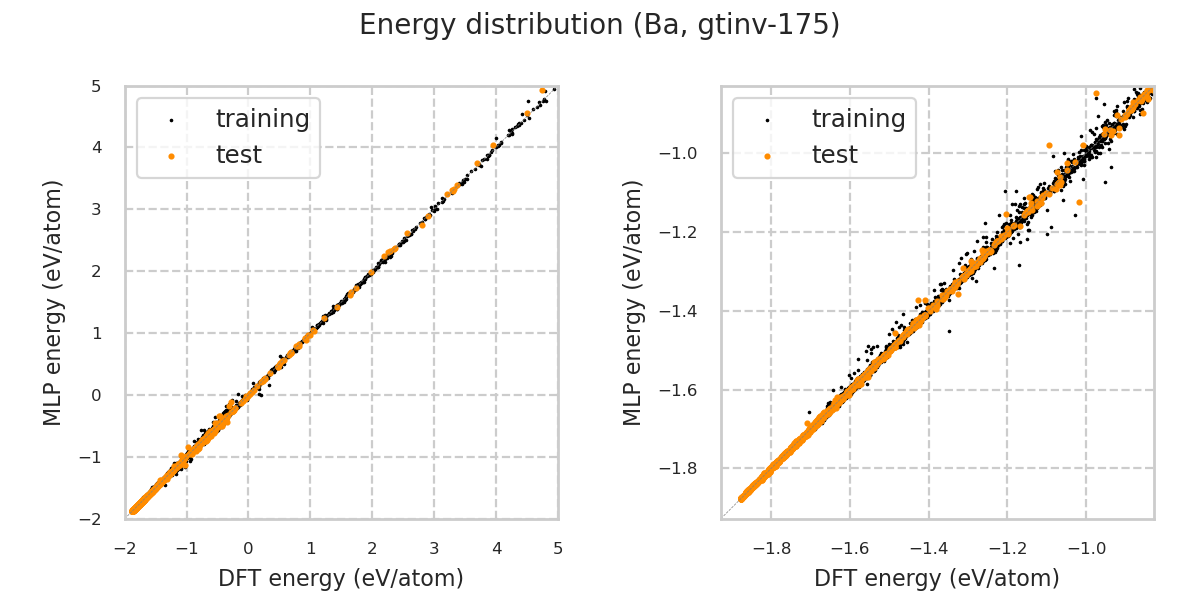 Energy distribution (Ba, gtinv-175)
training
test
5
4
3
2
1
0
−1
−2
−2
−1
0
1
2
3
4
5
MLP energy (eV/atom)
DFT energy (eV/atom)
training
test
−1.0
−1.2
−1.4
−1.6
−1.8
−1.8
−1.6
−1.4
−1.2
−1.0
MLP energy (eV/atom)
DFT energy (eV/atom)